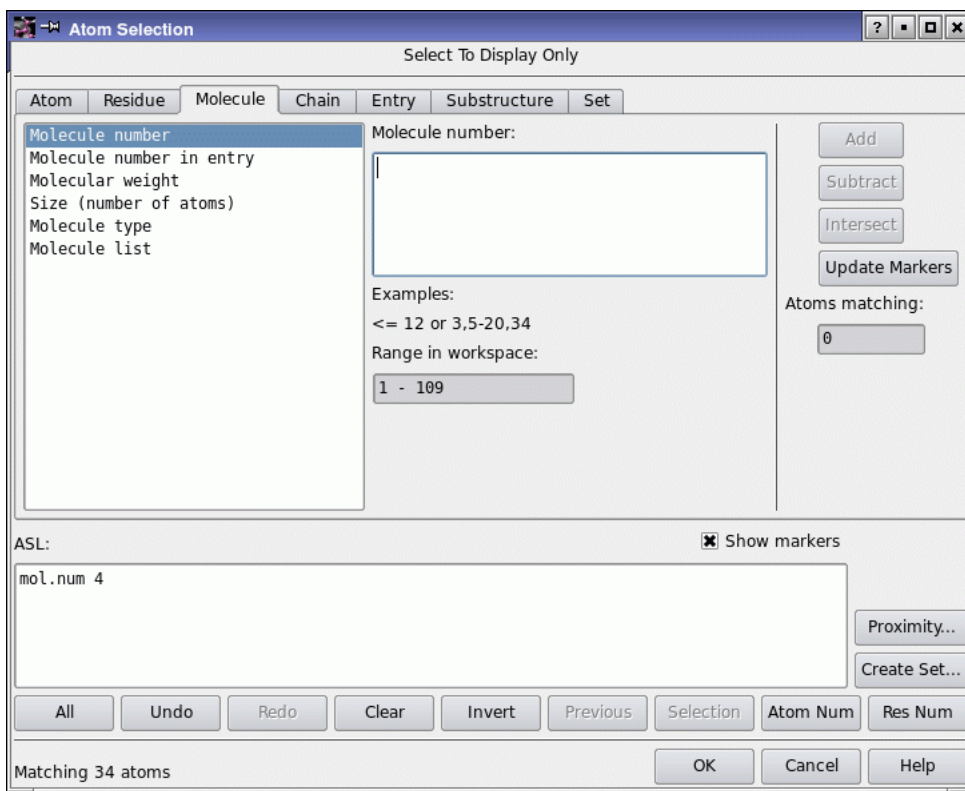 Atom Selection
Select To Display Only
Atom Residue Molecule Chain Entry Substructure Set
Molecule number
Molecule number in entry
Molecular weight
Size (number of atoms)
Molecule type
Molecule list
Molecule number:
Examples:
<= 12 or 3,5-20,34
Range in workspace:
1 - 109
Add
Subtract
Intersect
Update Markers
Atoms matching:
0
ASL:
Show markers
mol.num 4
Proximity...
Create Set...
All Undo Redo Clear Invert Previous Selection Atom Num Res Num
Matching 34 atoms
OK Cancel Help